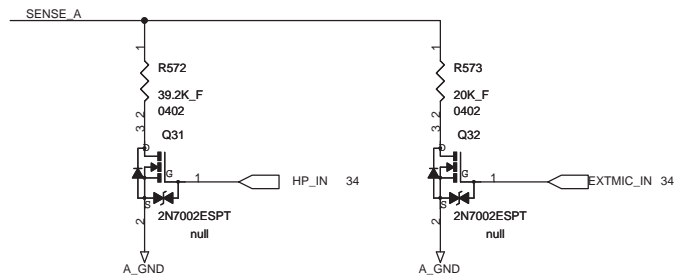 SENSE_A
1
1
R572
R573
39.2K_F
20K_F
0402
0402
2
2
3
3
Q31
Q32
D
D
G
1
HP_IN 34
G
1
EXTMIC_IN 34
S
S
2N7002ESPT
2N7002ESPT
2
2
null
null
A_GND
A_GND